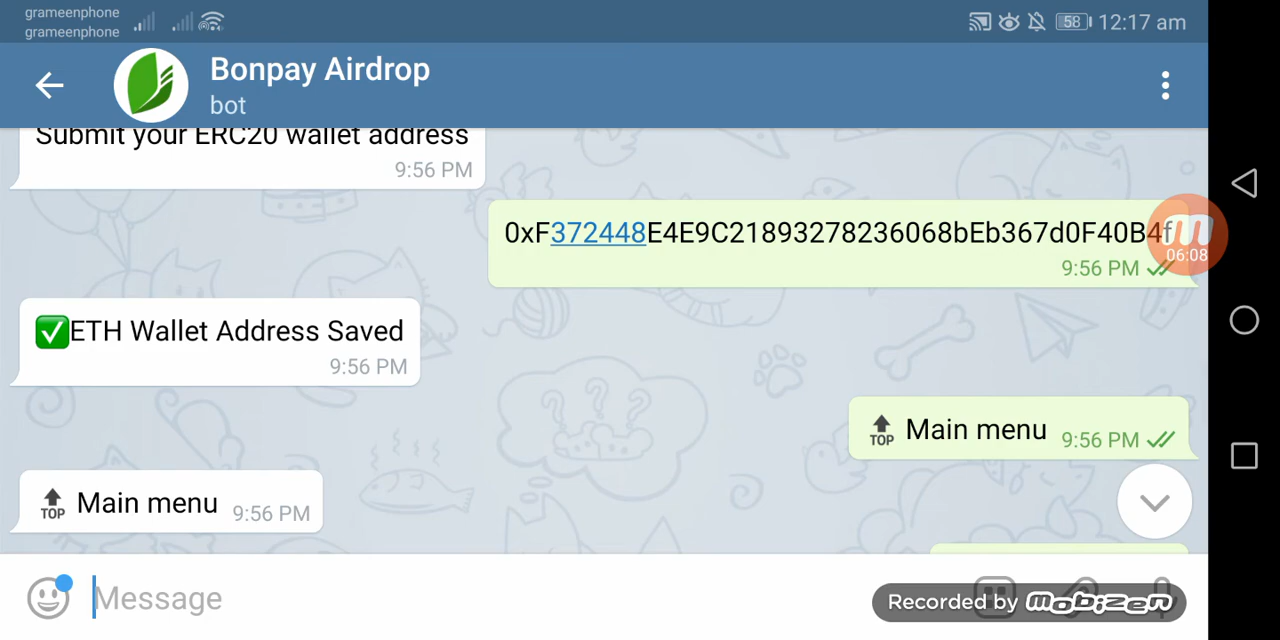 grameenphone
grameenphone
58
12:17 am
Bonpay Airdrop
bot
Submit your ERC20 wallet address
9:56 PM
0xF372448E4E9C21893278236068bEb367d0F40B4f
9:56 PM
06:08
ETH Wallet Address Saved
9:56 PM
TOP Main menu 9:56 PM
TOP Main menu 9:56 PM
Message
Recorded by mobizen